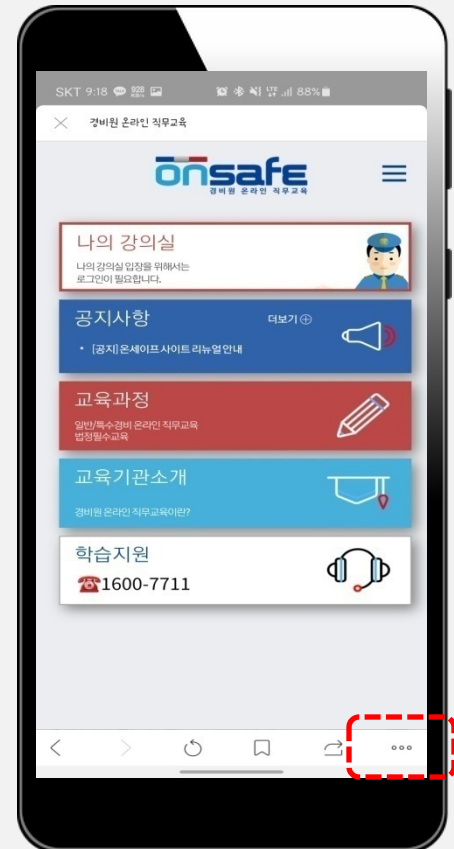 SKT 9:18
88%
경비원 온라인 직무교육
onsafe
경비원 온라인 직무교육
나의 강의실
나의 강의실 입장을 위해서는
로그인이 필요합니다.
공지사항 더보기
• [공지] 온세이프 사이트 리뉴얼 안내
교육과정
일반/특수경비 온라인 직무교육
법정필수교육
교육기관소개
경비원 온라인 직무교육이란?
학습지원
☎1600-7711